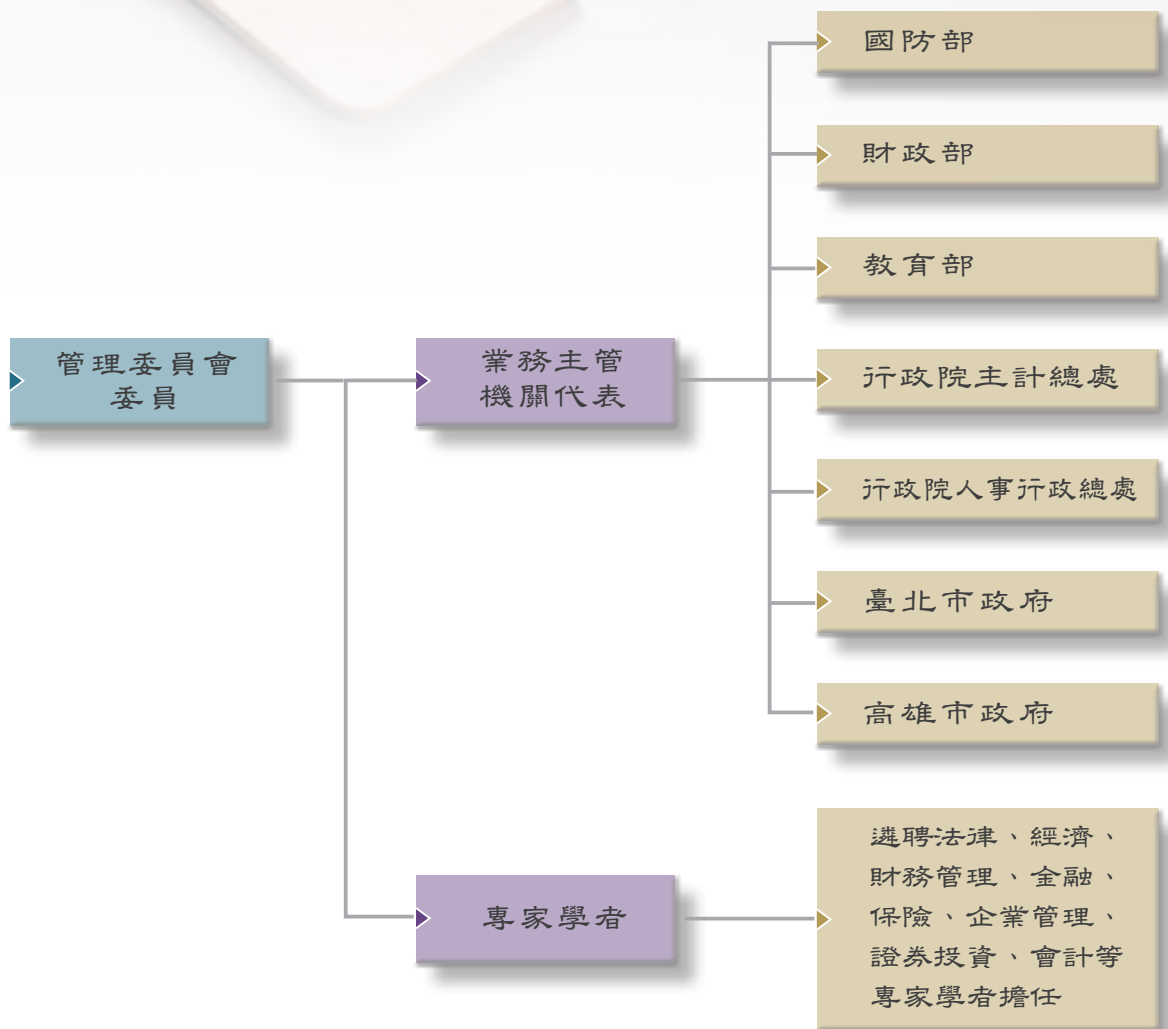 國防部
財政部
教育部
管理委員會
委員
業務主管
機關代表
行政院主計總處
行政院人事行政總處
臺北市政府
高雄市政府
專家學者
遴聘法律、經濟、
財務管理、金融、
保險、企業管理、
證券投資、會計等
專家學者擔任